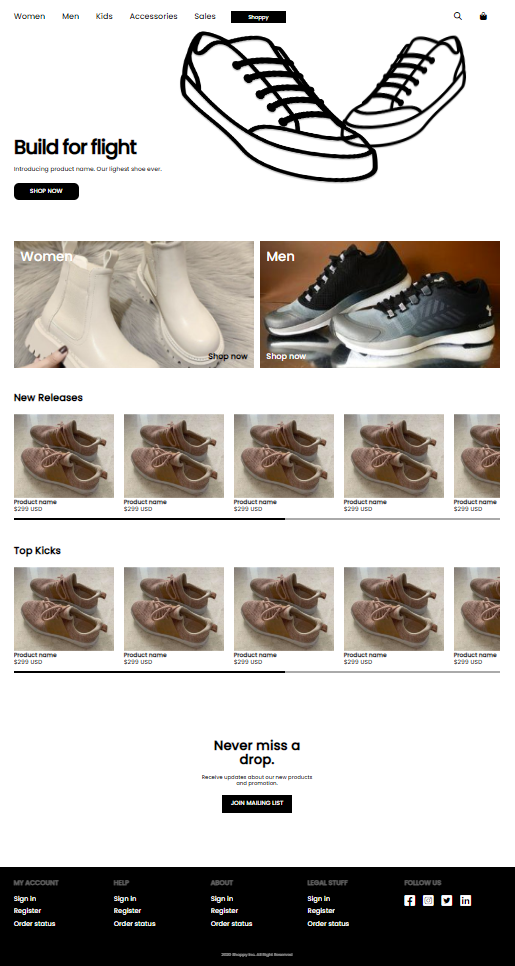 Women Men Kids Accessories Sales Shoppy
Build for flight
Introducing product name. Our lighest shoe ever.
SHOP NOW
Women
Shop now
Men
Shop now
New Releases
Product name Product name Product name Product name Product name
$299 USD $299 USD $299 USD $299 USD $299 USD
Top Kicks
Product name Product name Product name Product name Product name
$299 USD $299 USD $299 USD $299 USD $299 USD
Never miss a
drop.
Receive updates about our new products
and promotion.
JOIN MAILING LIST
MY ACCOUNT HELP ABOUT LEGAL STUFF FOLLOW US
Sign in Sign in Sign in Sign in
Register Register Register Register
Order status Order status Order status Order status
Shoppy Inc. All Right Reserved